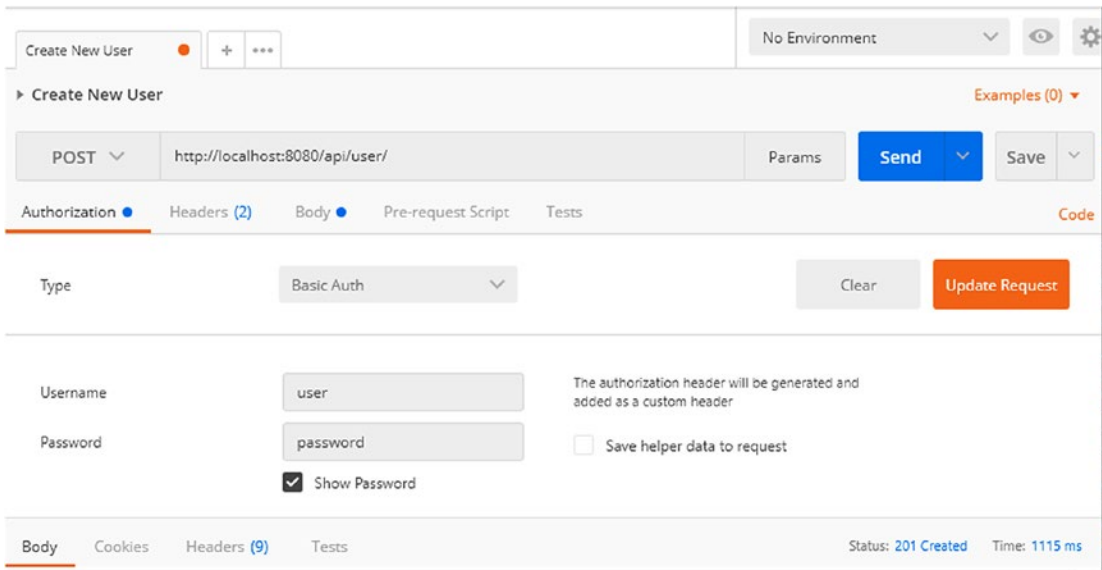 Create New User + ••• No Environment
Create New User Examples (0)
POST http://localhost:8080/api/user/ Params Send Save
Authorization Headers (2) Body Pre-request Script Tests Code
Type Basic Auth Clear Update Request
Username user The authorization header will be generated and
added as a custom header
Password password Save helper data to request
Show Password
Body Cookies Headers (9) Tests Status: 201 Created Time: 1115 ms